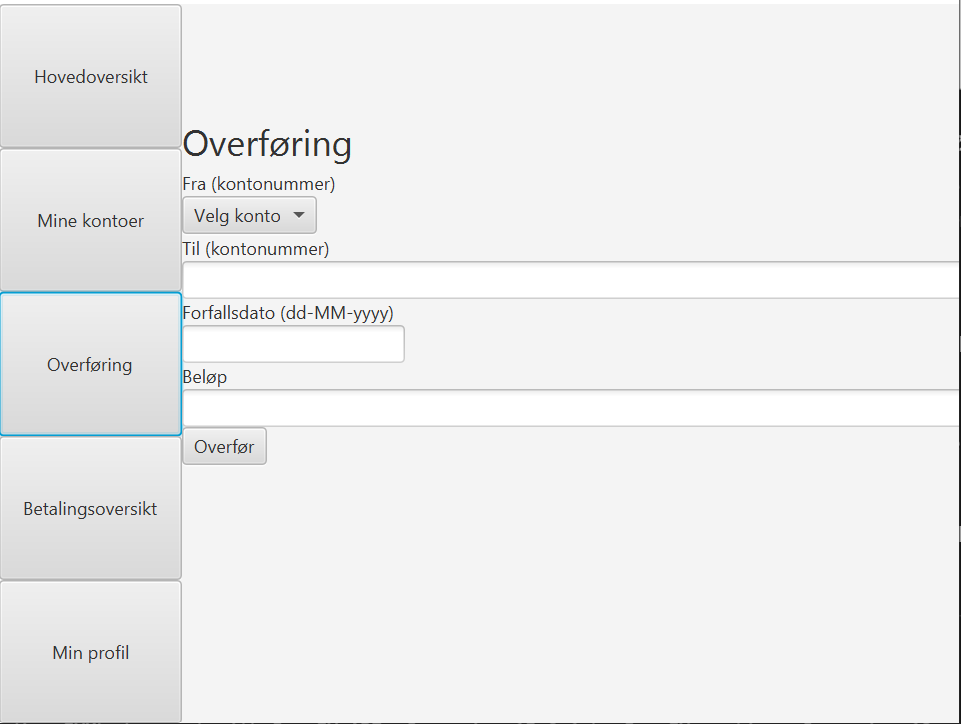 Hovedoversikt
Mine kontoer
Overføring
Betalingsoversikt
Min profil
Overføring
Fra (kontonummer)
Velg konto
Til (kontonummer)
Forfallsdato (dd-MM-yyyy)
Beløp
Overfør